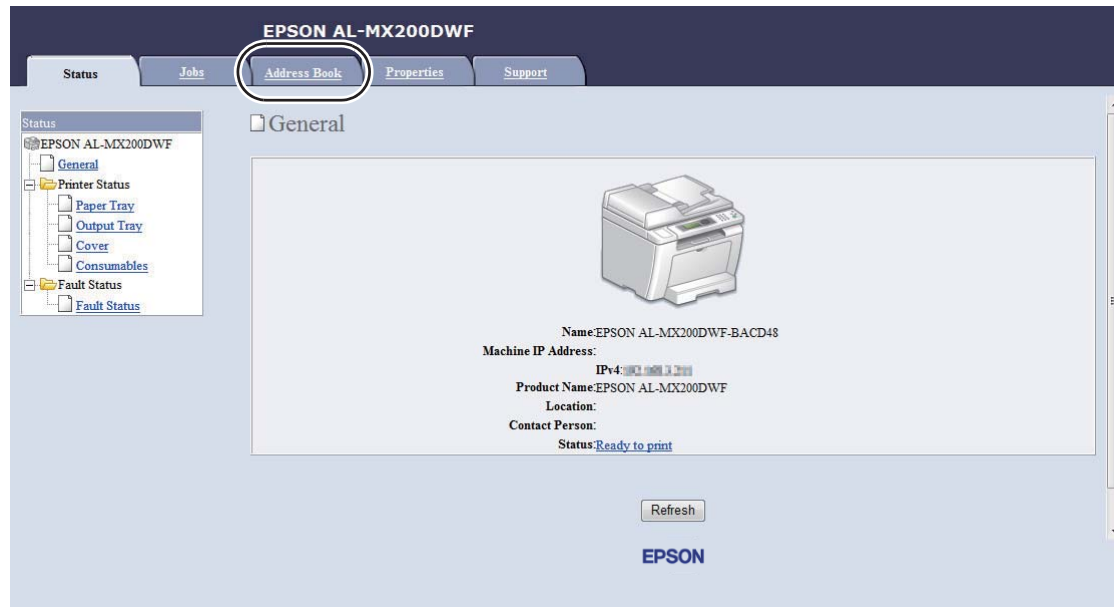 EPSON AL-MX200DWF
Status Jobs Address Book Properties Support
Status
EPSON AL-MX200DWF
General
Printer Status
Paper Tray
Output Tray
Cover
Consumables
Fault Status
Fault Status
General
Name:EPSON AL-MX200DWF-BACD48
Machine IP Address:
IPv4:
Product Name:EPSON AL-MX200DWF
Location:
Contact Person:
Status:Ready to print
Refresh
EPSON